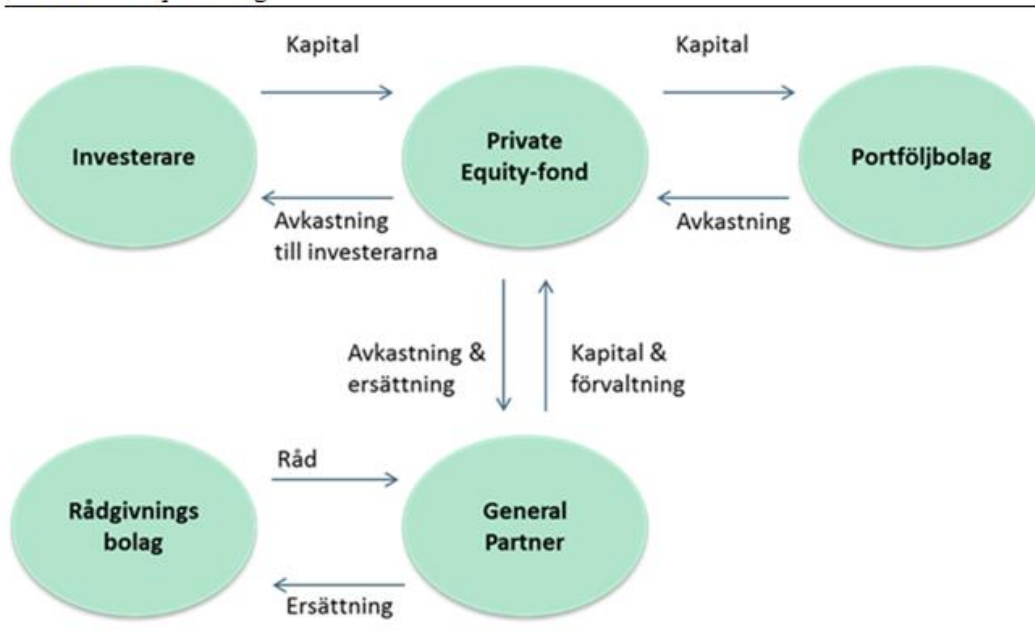 Kapital
Kapital
Investerare
Private
Equity-fond
Portföljbolag
Avkastning
till investerarna
Avkastning
Avkastning &
ersättning
Kapital &
förvaltning
Råd
Rådgivnings
bolag
General
Partner
Ersättning